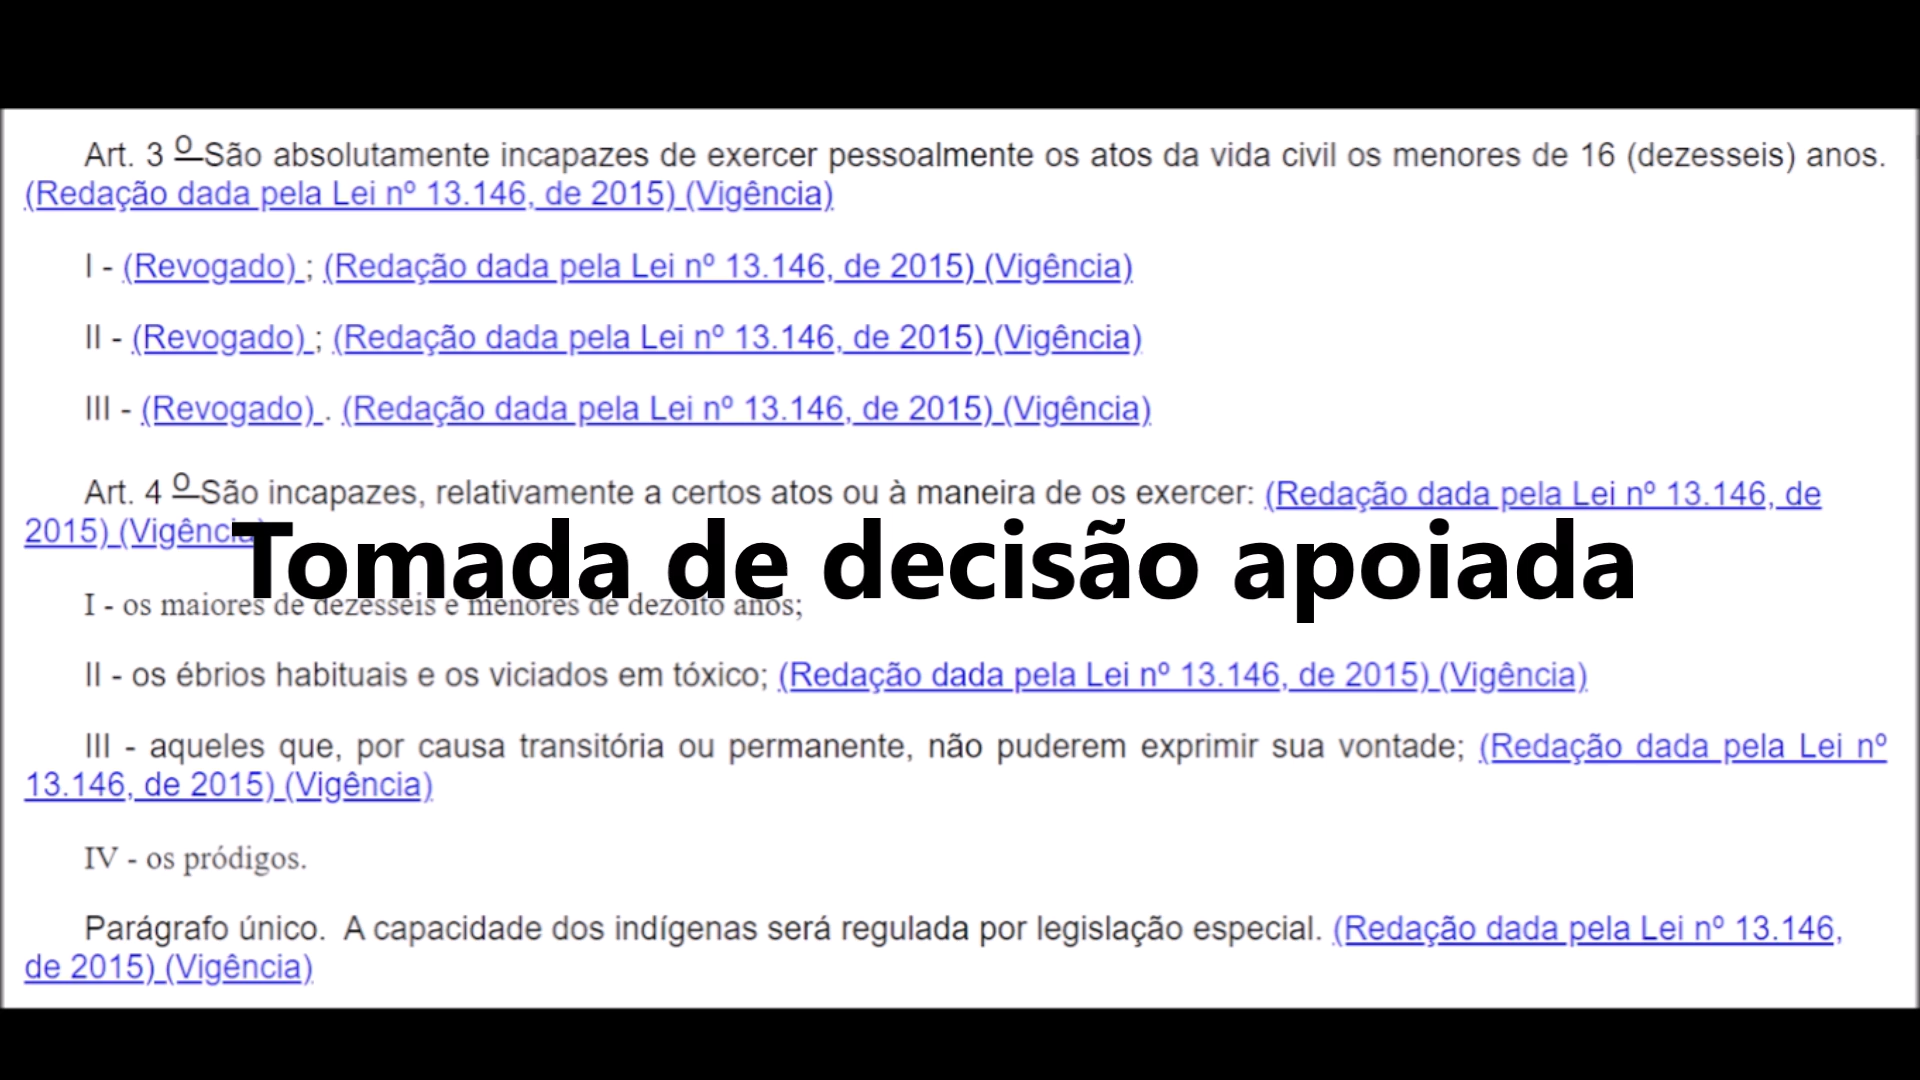 Art. 3 º São absolutamente incapazes de exercer pessoalmente os atos da vida civil os menores de 16 (dezesseis) anos.
(Redação dada pela Lei nº 13.146, de 2015) (Vigência)
I - (Revogado) ; (Redação dada pela Lei nº 13.146, de 2015) (Vigência)
II - (Revogado) ; (Redação dada pela Lei nº 13.146, de 2015) (Vigência)
III - (Revogado) . (Redação dada pela Lei nº 13.146, de 2015) (Vigência)
Art. 4 º São incapazes, relativamente a certos atos ou à maneira de os exercer: (Redação dada pela Lei nº 13.146, de
2015) (Vigência)
Tomada de decisão apoiada
I - os maiores de dezesseis e menores de dezoito anos;
II - os ébrios habituais e os viciados em tóxico; (Redação dada pela Lei nº 13.146, de 2015) (Vigência)
III - aqueles que, por causa transitória ou permanente, não puderem exprimir sua vontade; (Redação dada pela Lei nº
13.146, de 2015) (Vigência)
IV - os pródigos.
Parágrafo único. A capacidade dos indígenas será regulada por legislação especial. (Redação dada pela Lei nº 13.146,
de 2015) (Vigência)